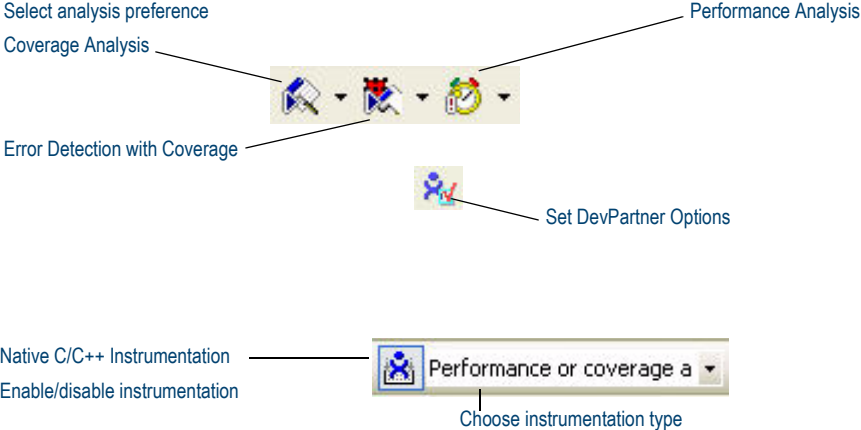 Select analysis preference
Performance Analysis
Coverage Analysis
Error Detection with Coverage
Set DevPartner Options
Native C/C++ Instrumentation
Performance or coverage a
Enable/disable instrumentation
Choose instrumentation type